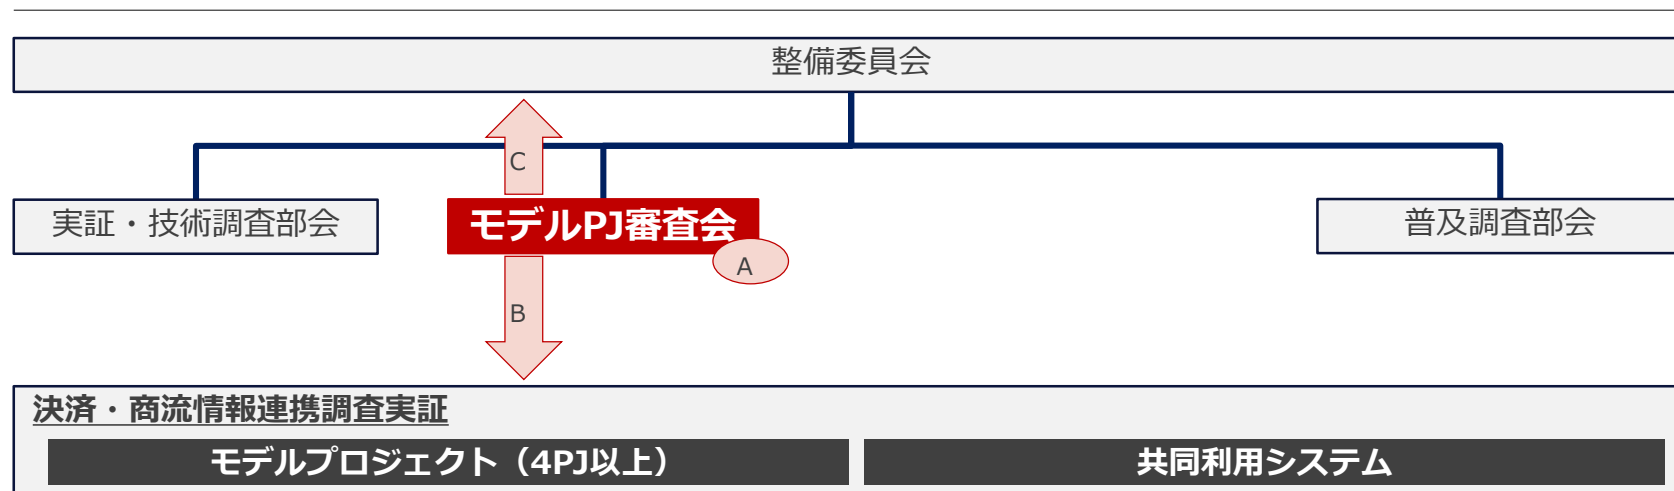 整備委員会
C
実証・技術調査部会
モデルPJ審査会
普及調査部会
A
B
決済・商流情報連携調査実証
モデルプロジェクト（4PJ以上）
共同利用システム